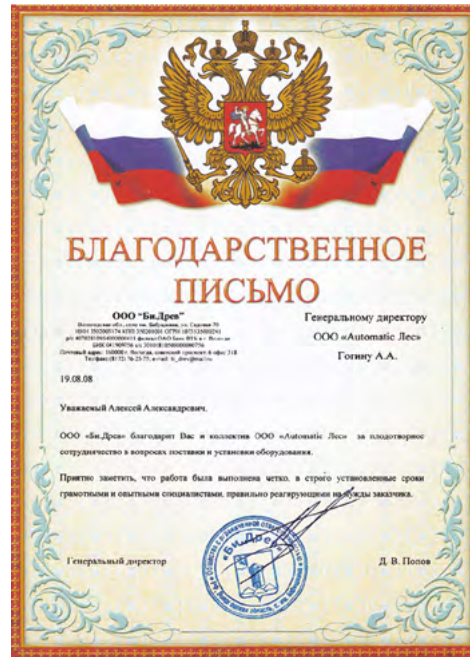 БЛАГОДАРСТВЕННОЕ
ПИСЬМО
ООО "Би.Древ"
Генеральному директору
ООО «Automatic Лес»
Гогину А.А.
19.08.08
Уважаемый Алексей Александрович.
ООО «Би.Древ» благодарит Вас и коллектив ООО «Automatic Лес» за плодотворное
сотрудничество в вопросах поставки и установки оборудования.
Приятно заметить, что работа была выполнена четко, в строго установленные сроки
грамотными и опытными специалистами, правильно реагирующими на нужды заказчика.
"Би.Древ"
Генеральный директор
Д. В. Попов